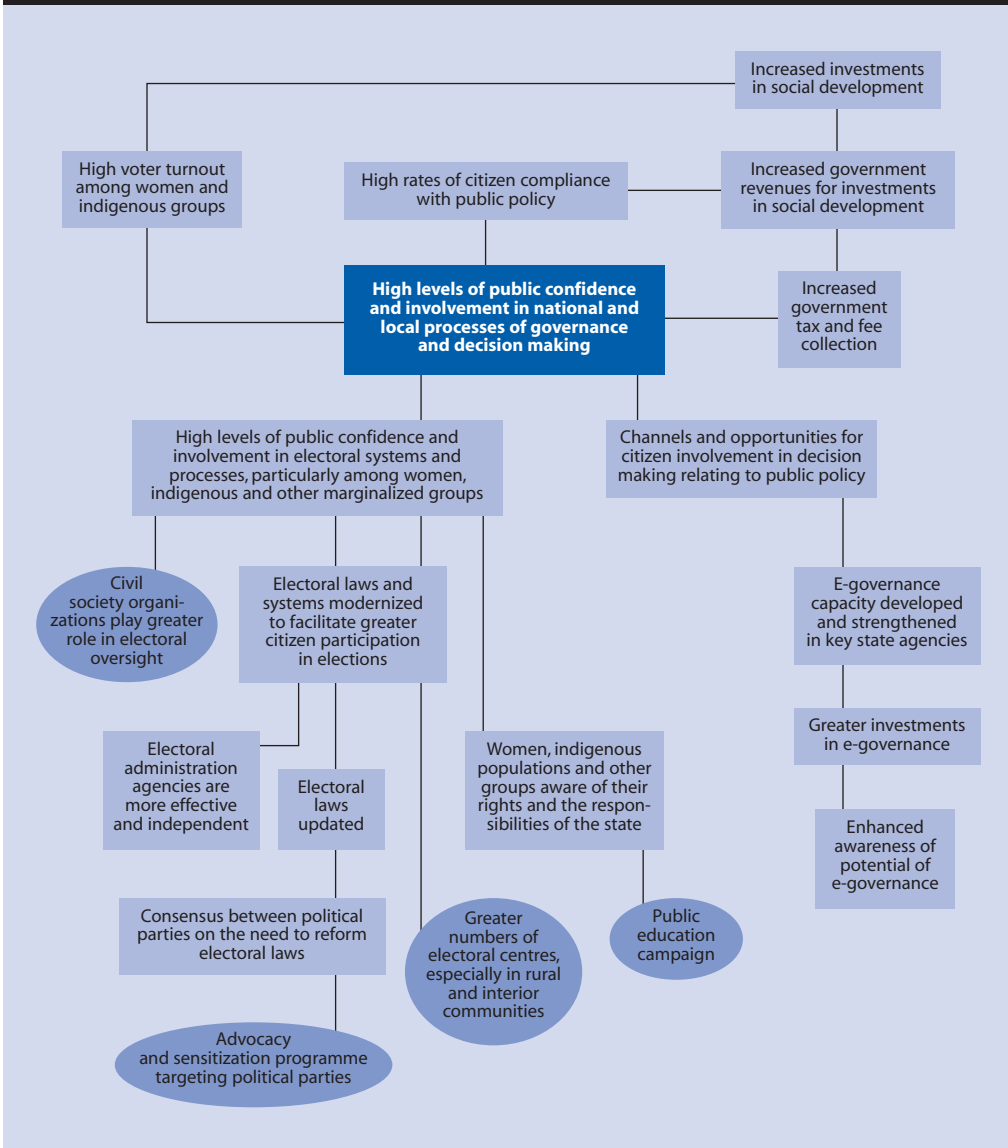 Increased investments
in social development
High voter turnout
among women and
indigenous groups
High rates of citizen compliance
with public policy
Increased government
revenues for investments
in social development
High levels of public confidence
and involvement in national and
local processes of governance
and decision making
Increased
government
tax and fee
collection
High levels of public confidence and
involvement in electoral systems and
processes, particularly among women,
indigenous and other marginalized groups
Channels and opportunities for
citizen involvement in decision
making relating to public policy
Civil
society organi-
zations play greater
role in electoral
oversight
Electoral laws and
systems modernized
to facilitate greater
citizen participation
in elections
E-governance
capacity developed
and strengthened
in key state agencies
Electoral
administration
agencies are
more effective
and independent
Electoral
laws
updated
Women, indigenous
populations and other
groups aware of their
rights and the respon-
sibilities of the state
Greater investments
in e-governance
Enhanced
awareness of
potential of
e-governance
Consensus between political
parties on the need to reform
electoral laws
Greater
numbers of
electoral centres,
especially in rural
and interior
communities
Public
education
campaign
Advocacy
and sensitization programme
targeting political parties